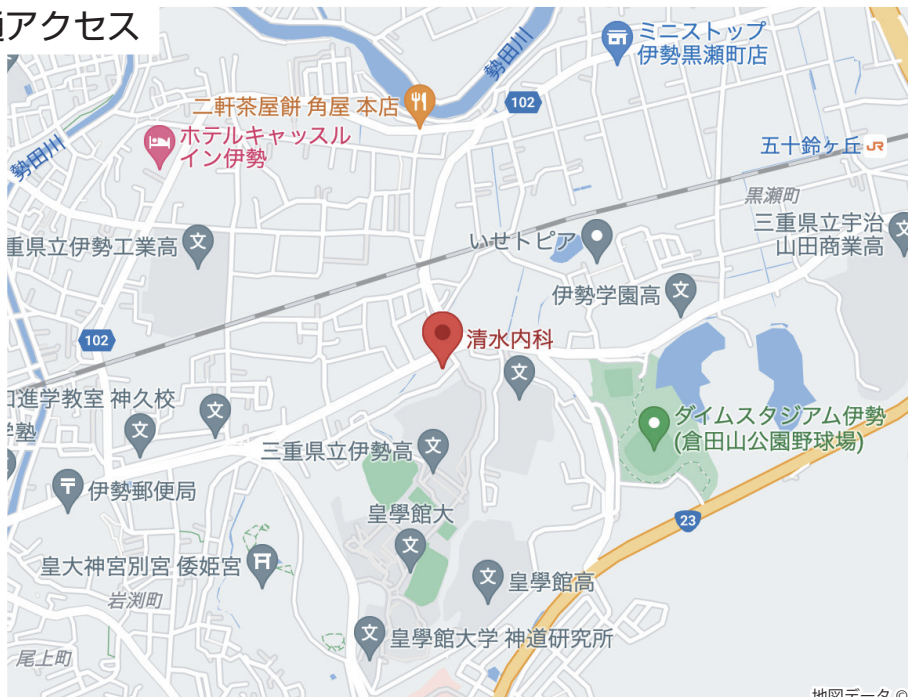 アクセス
ミニストップ
伊勢黒瀬町店
勢田川
102
二軒茶屋餅 角屋 本店
ホテルキャッスル
イン伊勢
勢田川
五十鈴ヶ丘 JR
黒瀬町
三重県立宇治
山田商業高
いせトピア
重県立伊勢工業高
伊勢学園高
102
清水内科
進学教室 神久校
塾
ダイムスタジアム伊勢
(倉田山公園野球場)
三重県立伊勢高
伊勢郵便局
皇學館大
23
皇大神宮別宮 倭姫宮
皇學館高
岩渕町
皇學館大学 神道研究所
尾上町
地図データ ©